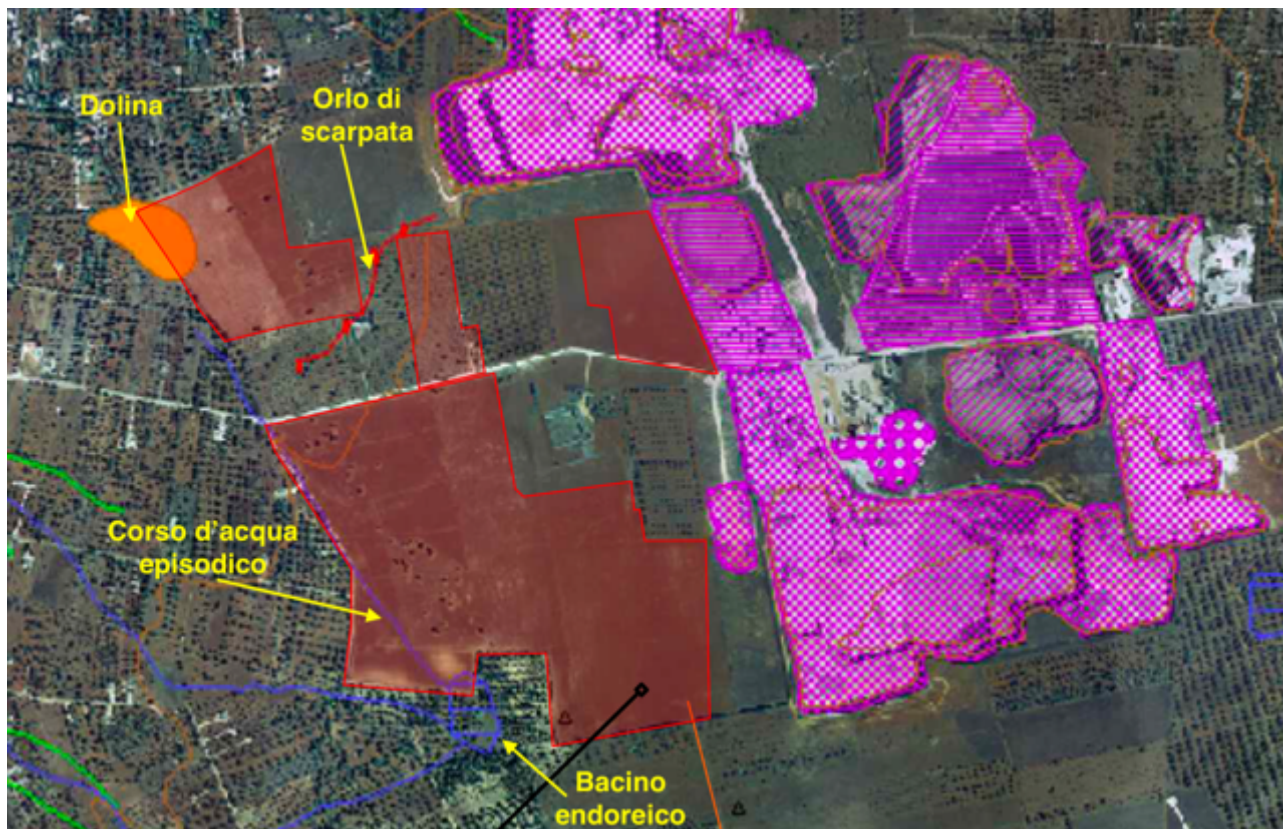 Dolina
Orlo di
scarpata
Corso d'acqua
episodico
Bacino
endoreico